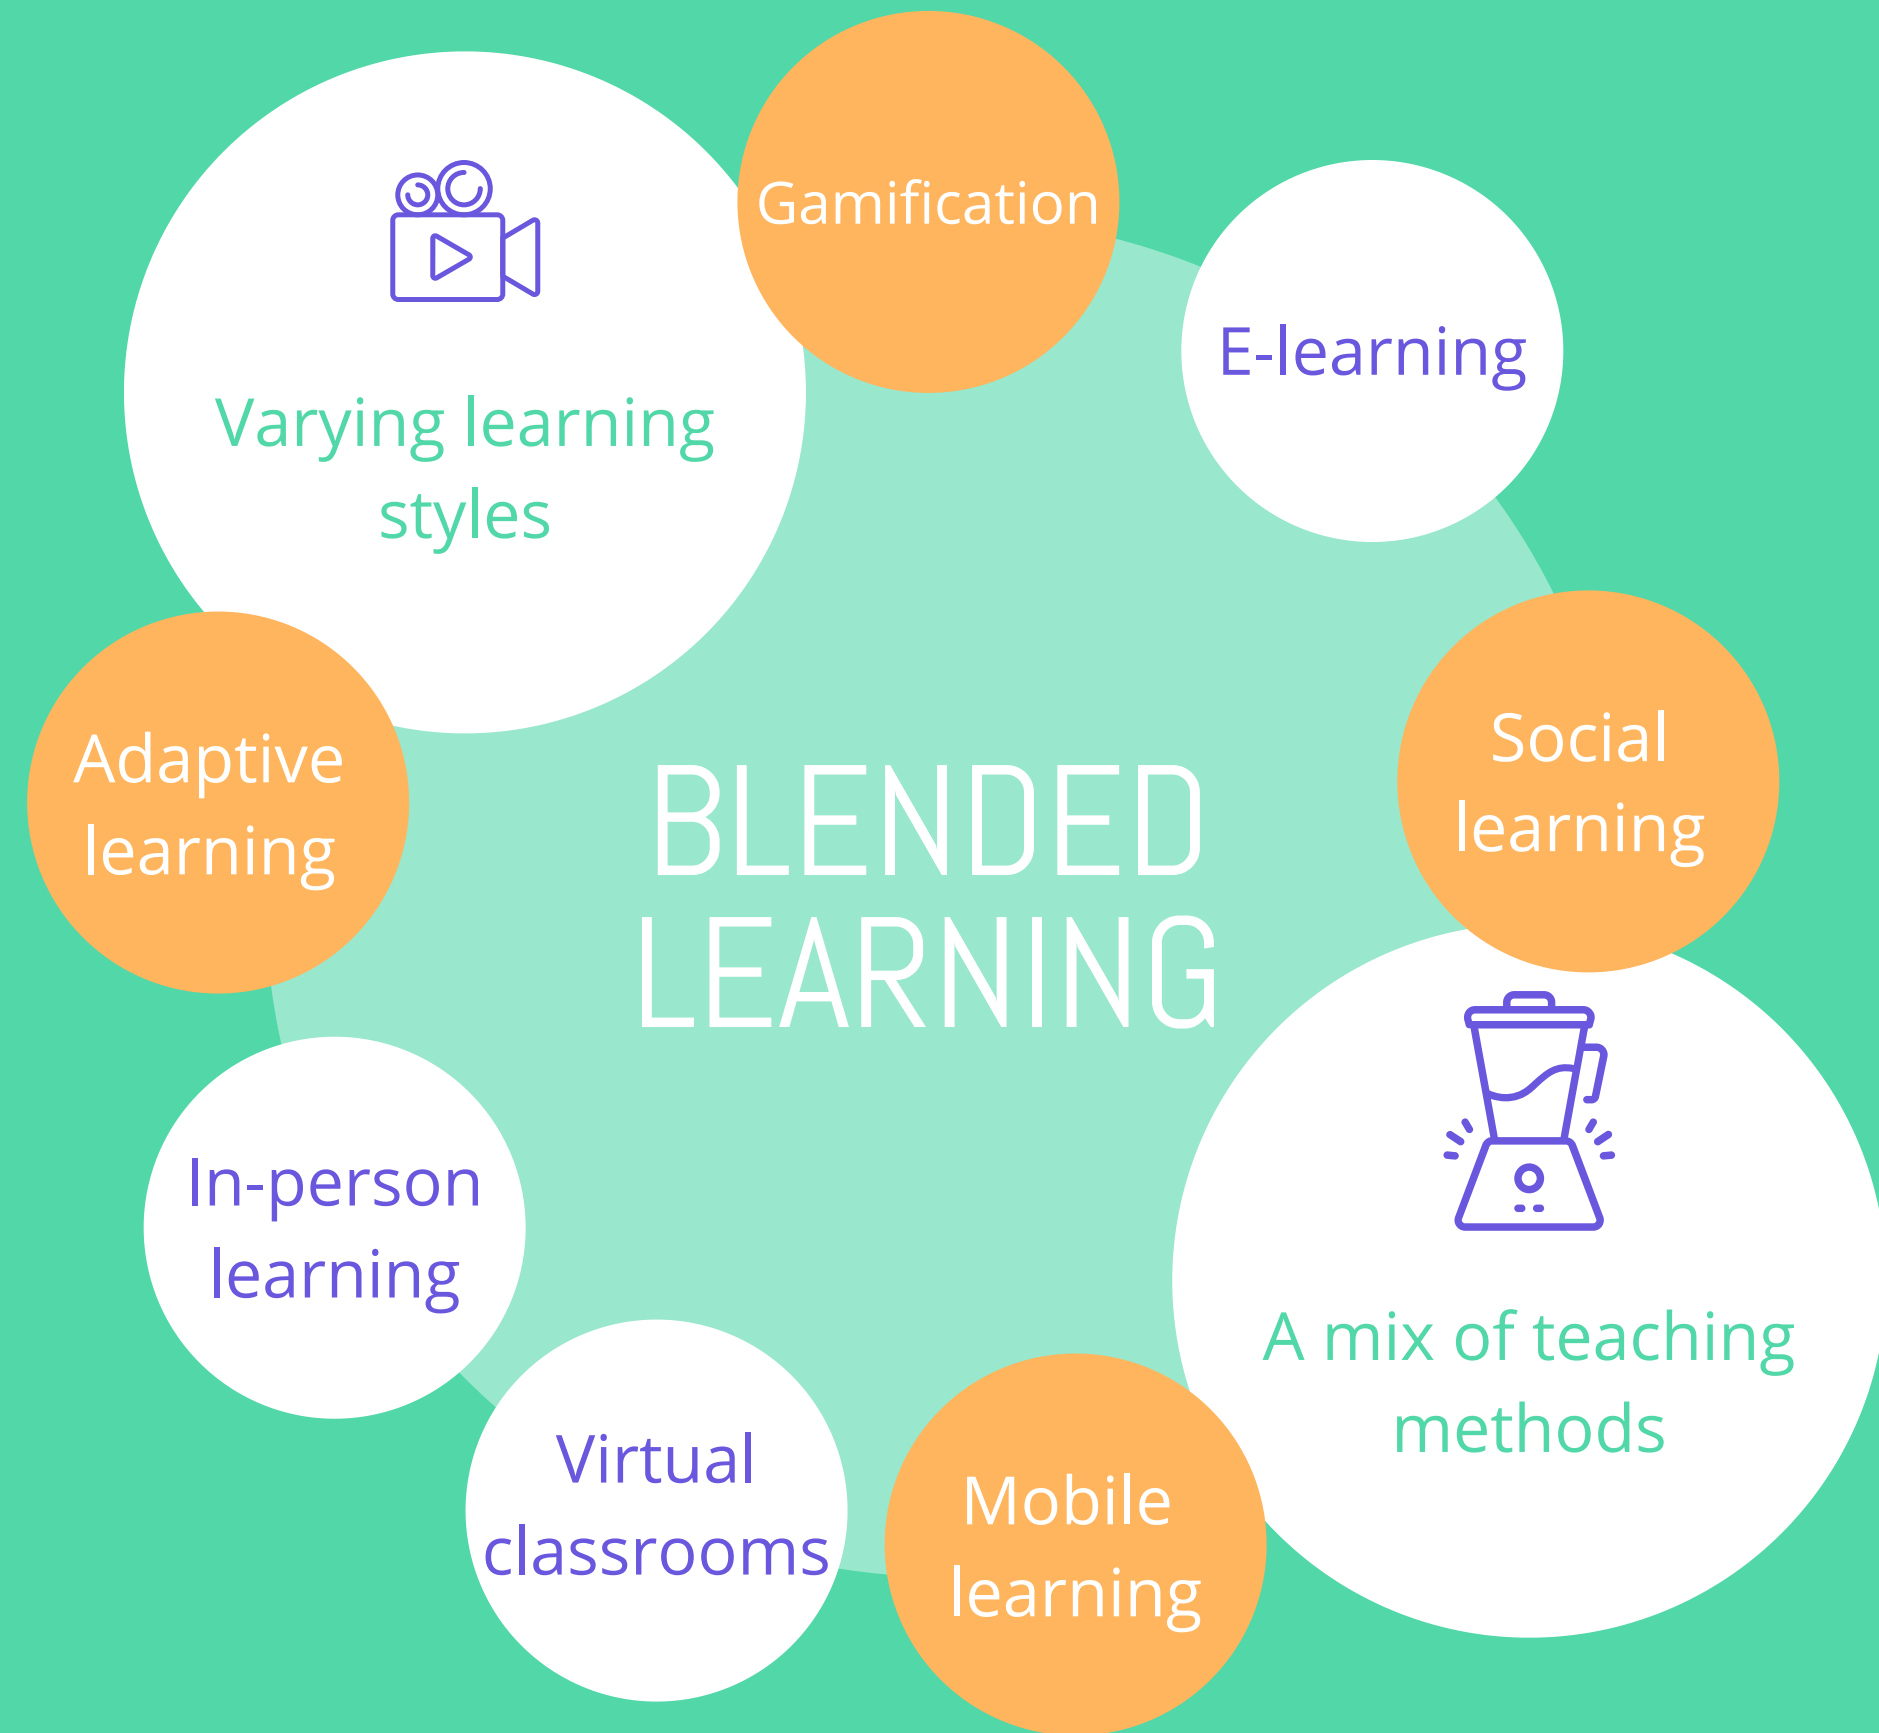 Gamification
E-learning
Varying learning
styles
Social
learning
Adaptive
learning
BLENDED
LEARNING
In-person
learning
A mix of teaching
methods
Virtual
classrooms
Mobile
learning